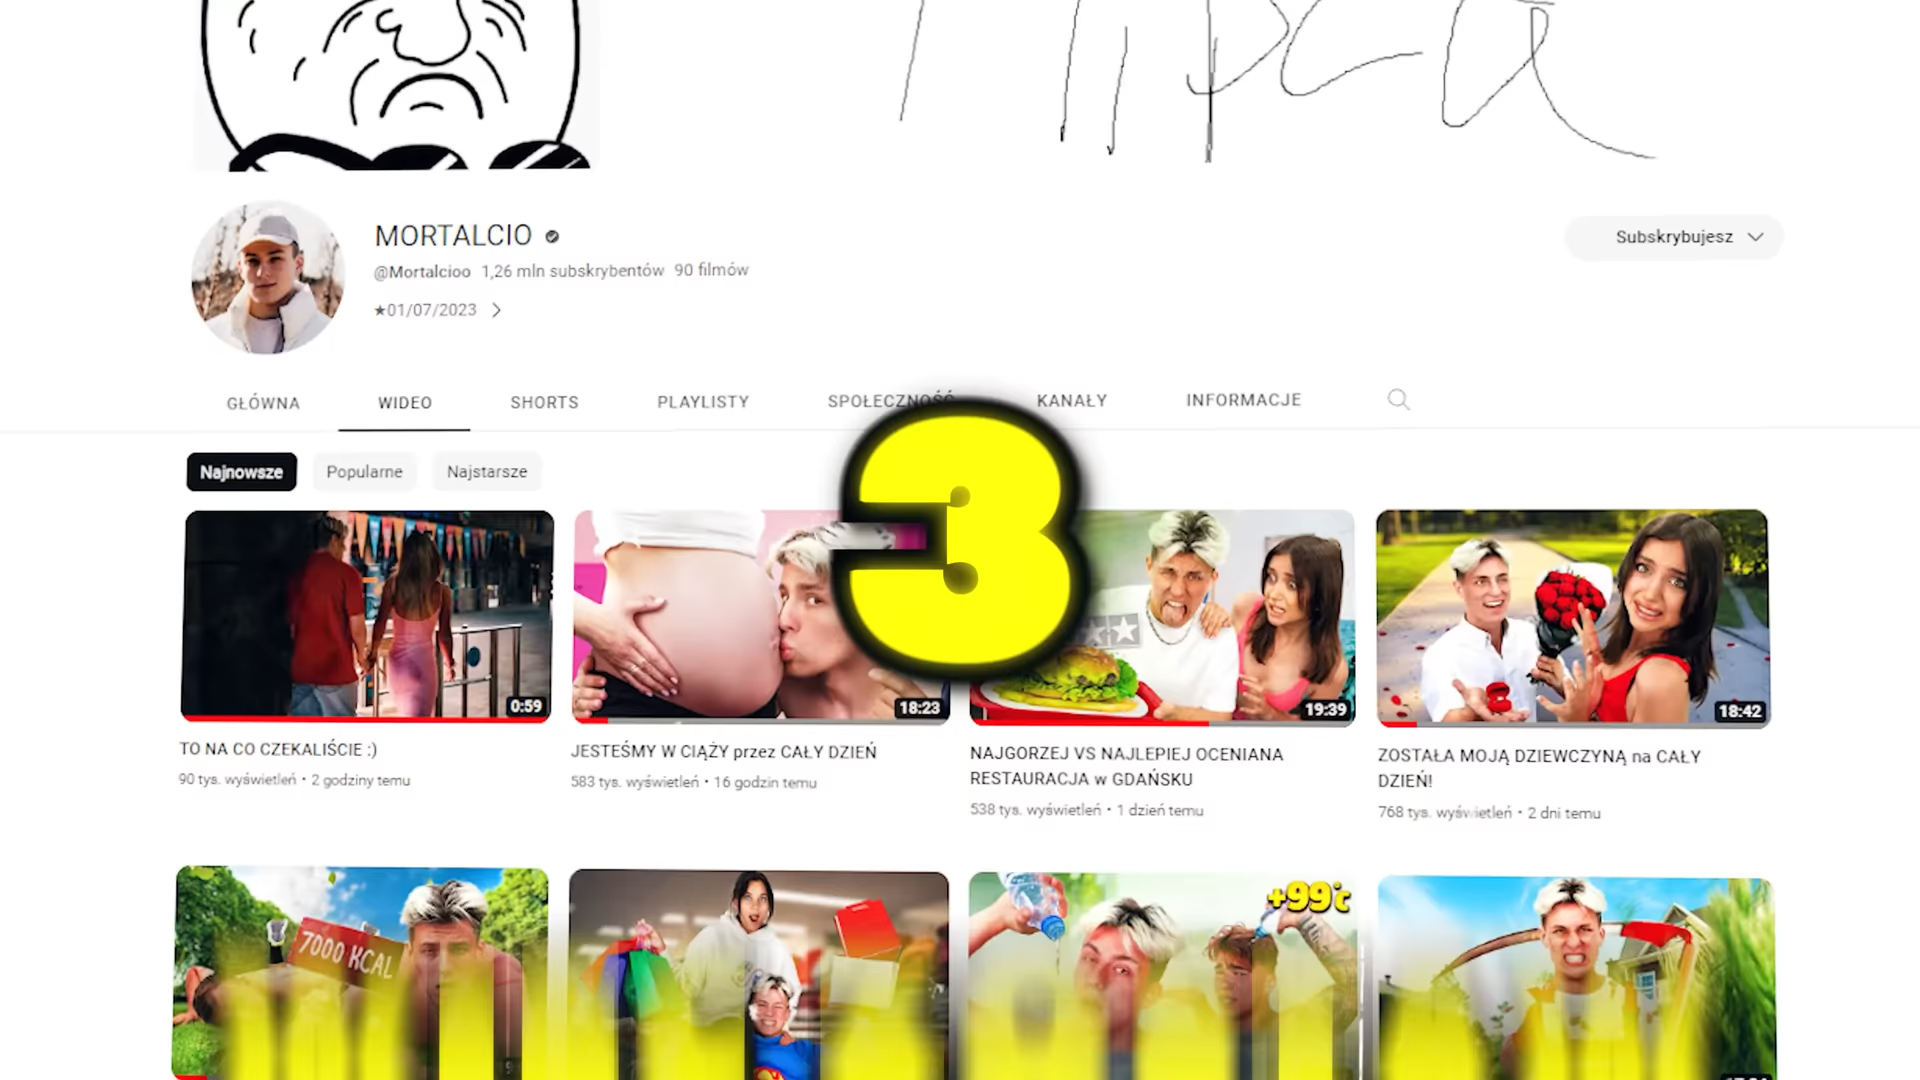 lipca
MORTALCIO
@Mortalcioo 1,26 mln subskrybentów 90 filmów
★01/07/2023
Subskrybujesz
GŁÓWNA WIDEO SHORTS PLAYLISTY SPOŁECZNOŚĆ KANAŁY INFORMACJE
3
Najnowsze Popularne Najstarsze
0:59
18:23
19:39
18:42
TO NA CO CZEKALIŚCIE :)
90 tys. wyświetleń • 2 godziny temu
JESTEŚMY W CIĄŻY przez CAŁY DZIEŃ
583 tys. wyświetleń • 16 godzin temu
NAJGORZEJ VS NAJLEPIEJ OCENIANA
RESTAURACJA w GDAŃSKU
538 tys. wyświetleń • 1 dzień temu
ZOSTAŁA MOJĄ DZIEWCZYNĄ na CAŁY
DZIEŃ!
768 tys. wyświetleń • 2 dni temu
7000 KCAL
+99°C